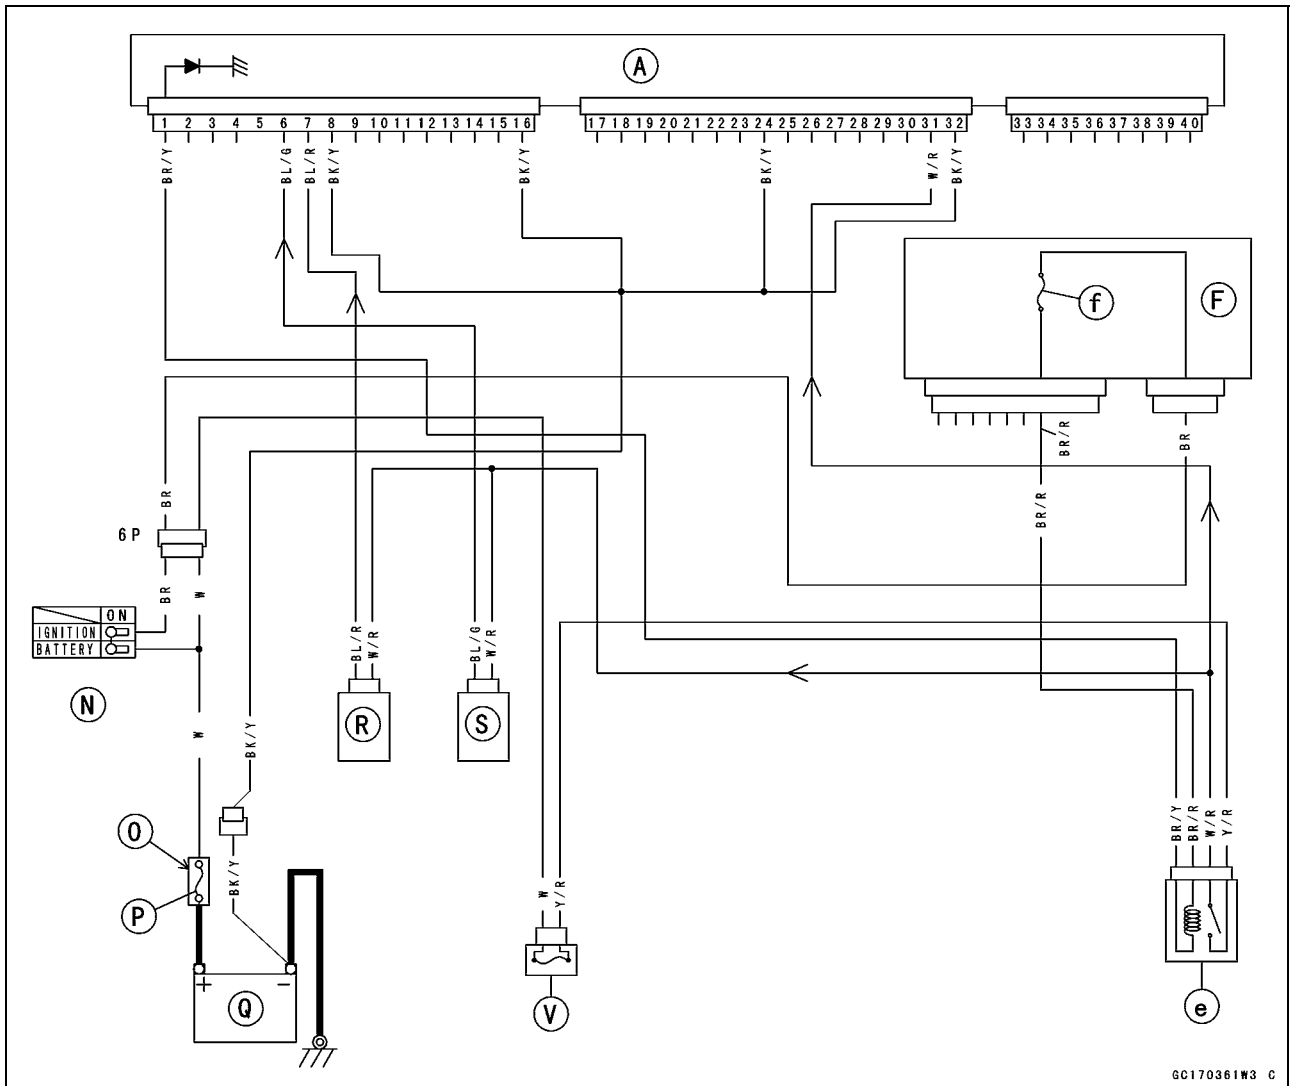 A
1 2 3 4 5 6 7 8 9 10 11 12 13 14 15 16
17 18 19 20 21 22 23 24 25 26 27 28 29 30 31 32
33 34 35 36 37 38 39 40
BR/Y
BL/G
BL/R
BK/Y
BK/Y
BK/Y
W/R
BK/Y
f
F
BR/R
BR
BR
BR/R
6P
BR
W
ON
IGNITION
BATTERY
N
BL/R
W/R
BL/G
W/R
R
S
W
BK/Y
BR/Y
BR/R
W/R
Y/R
O
P
BK/Y
W
Y/R
Q
+
−
V
e
GC170361W3 C